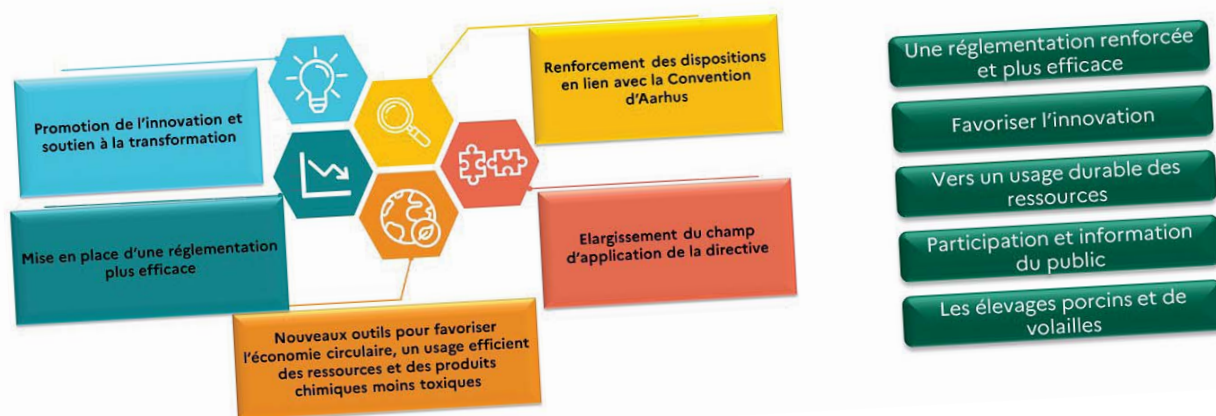 Promotion de l'innovation et
soutien à la transformation
Renforcement des dispositions
en lien avec la Convention
d'Aarhus
Mise en place d'une réglementation
plus efficace
Elargissement du champ
d'application de la directive
Nouveaux outils pour favoriser
l'économie circulaire, un usage efficient
des ressources et des produits
chimiques moins toxiques
Une réglementation renforcée
et plus efficace
Favoriser l'innovation
Vers un usage durable des
ressources
Participation et information
du public
Les élevages porcins et de
volailles